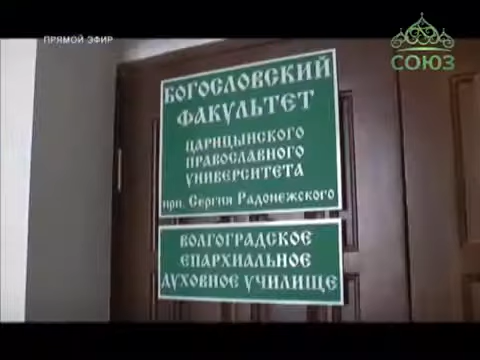 ПРЯМОЙ ЭФИР
СОЮЗ
БОГОСЛОВСКИЙ
ФАКУЛЬТЕТ
ЦАРИЦЫНСКОГО
ПРАВОСЛАВНОГО
УНИВЕРСИТЕТА
прп. Сергия Радонежского
ВОЛГОГРАДСКОЕ
ЕПАРХИАЛЬНОЕ
ДУХОВНОЕ УЧИЛИЩЕ